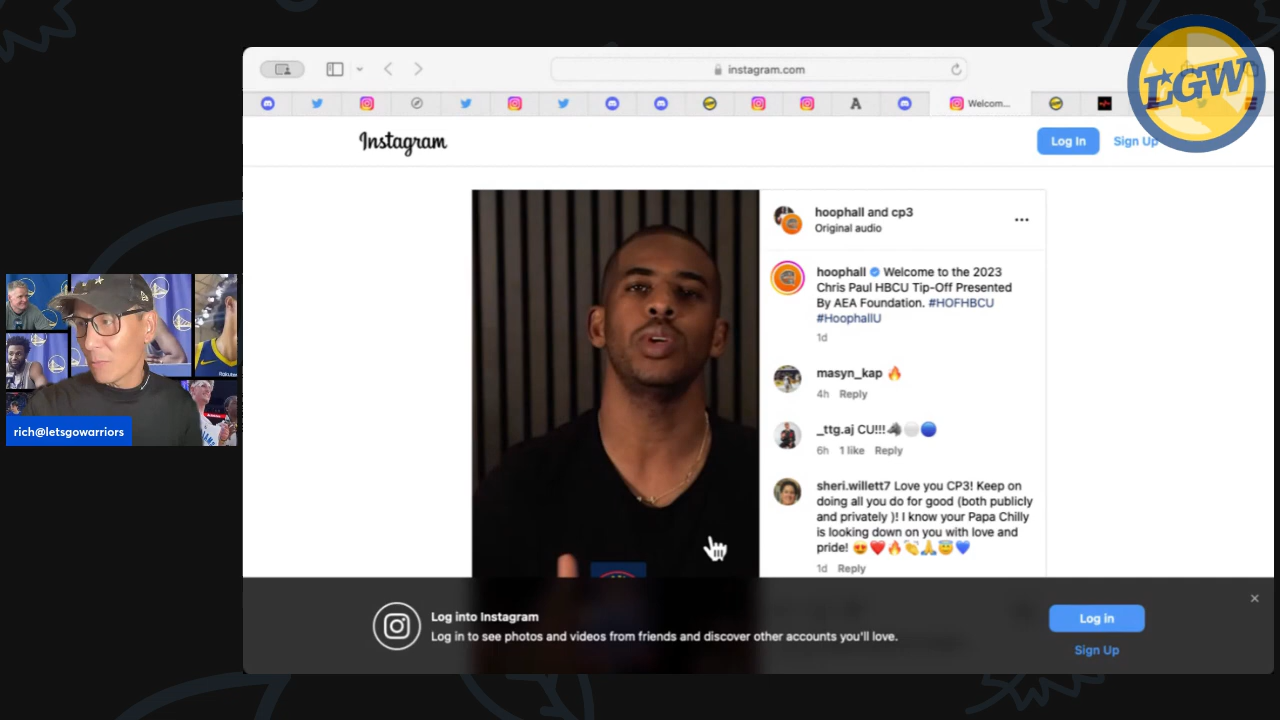 instagram.com
Welcom...
LGW
Instagram
Log In
Sign Up
hoophall and cp3
Original audio
hoophall Welcome to the 2023
Chris Paul HBCU Tip-Off Presented
By AEA Foundation. #HOFHBCU
#HoophallU
1d
masyn_kap 🔥
4h Reply
_ttg.aj CU!!!
6h 1 like Reply
sheri.willett7 Love you CP3! Keep on
doing all you do for good (both publicly
and privately )! I know your Papa Chilly
is looking down on you with love and
pride! 😍❤️🔥👏🙏😇💙
1d Reply
rich@letsgowarriors
Log into Instagram
Log in to see photos and videos from friends and discover other accounts you'll love.
Log in
Sign Up